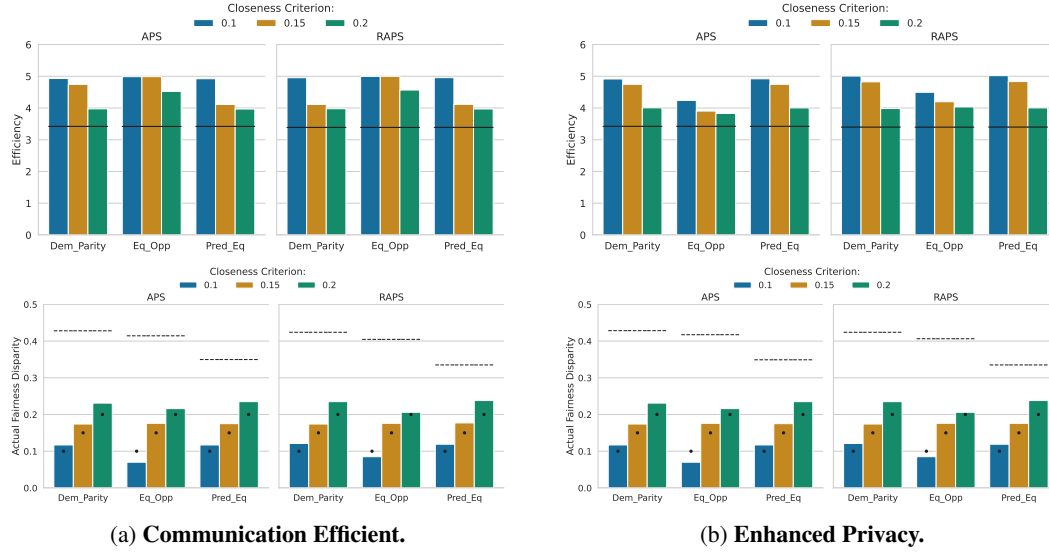 Closeness Criterion:
0.1 0.15 0.2
APS RAPS
6
5
4
3
2
1
0
Efficiency
Dem_Parity Eq_Opp Pred_Eq Dem_Parity Eq_Opp Pred_Eq
Closeness Criterion:
0.1 0.15 0.2
APS RAPS
0.5
0.4
0.3
0.2
0.1
0.0
Actual Fairness Disparity
Dem_Parity Eq_Opp Pred_Eq Dem_Parity Eq_Opp Pred_Eq
(a) Communication Efficient.
Closeness Criterion:
0.1 0.15 0.2
APS RAPS
6
5
4
3
2
1
0
Efficiency
Dem_Parity Eq_Opp Pred_Eq Dem_Parity Eq_Opp Pred_Eq
Closeness Criterion:
0.1 0.15 0.2
APS RAPS
0.5
0.4
0.3
0.2
0.1
0.0
Actual Fairness Disparity
Dem_Parity Eq_Opp Pred_Eq Dem_Parity Eq_Opp Pred_Eq
(b) Enhanced Privacy.